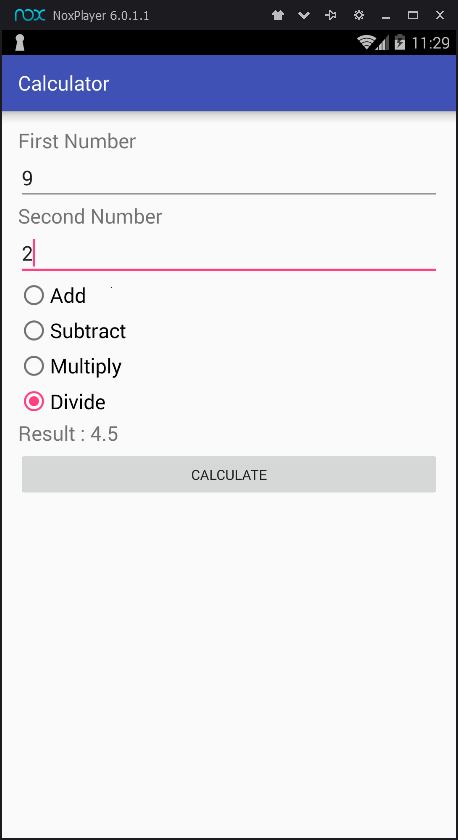 nox NoxPlayer 6.0.1.1
11:29
Calculator
First Number
9
Second Number
2
Add
Subtract
Multiply
Divide
Result : 4.5
CALCULATE